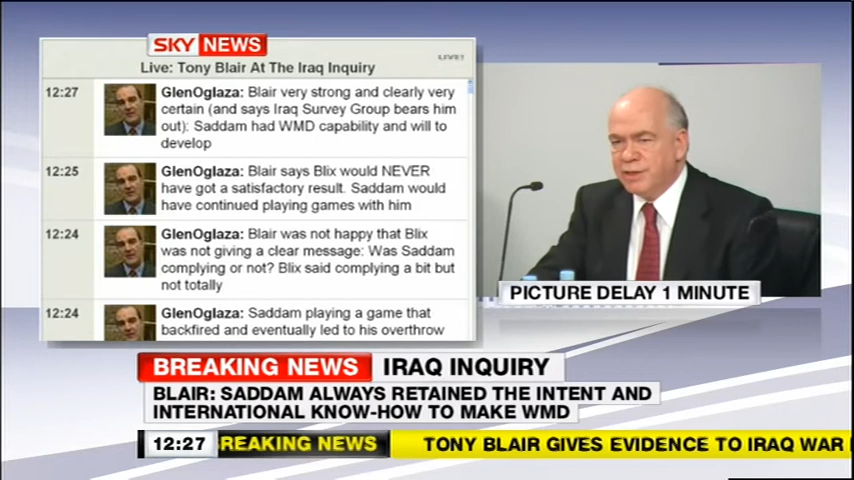 SKY NEWS
LIVE!
Live: Tony Blair At The Iraq Inquiry
12:27
GlenOglaza: Blair very strong and clearly very
certain (and says Iraq Survey Group bears him
out): Saddam had WMD capability and will to
develop
12:25
GlenOglaza: Blair says Blix would NEVER
have got a satisfactory result. Saddam would
have continued playing games with him
12:24
GlenOglaza: Blair was not happy that Blix
was not giving a clear message: Was Saddam
complying or not? Blix said complying a bit but
not totally
12:24
GlenOglaza: Saddam playing a game that
backfired and eventually led to his overthrow
PICTURE DELAY 1 MINUTE
BREAKING NEWS IRAQ INQUIRY
BLAIR: SADDAM ALWAYS RETAINED THE INTENT AND
INTERNATIONAL KNOW-HOW TO MAKE WMD
12:27 REAKING NEWS TONY BLAIR GIVES EVIDENCE TO IRAQ WAR